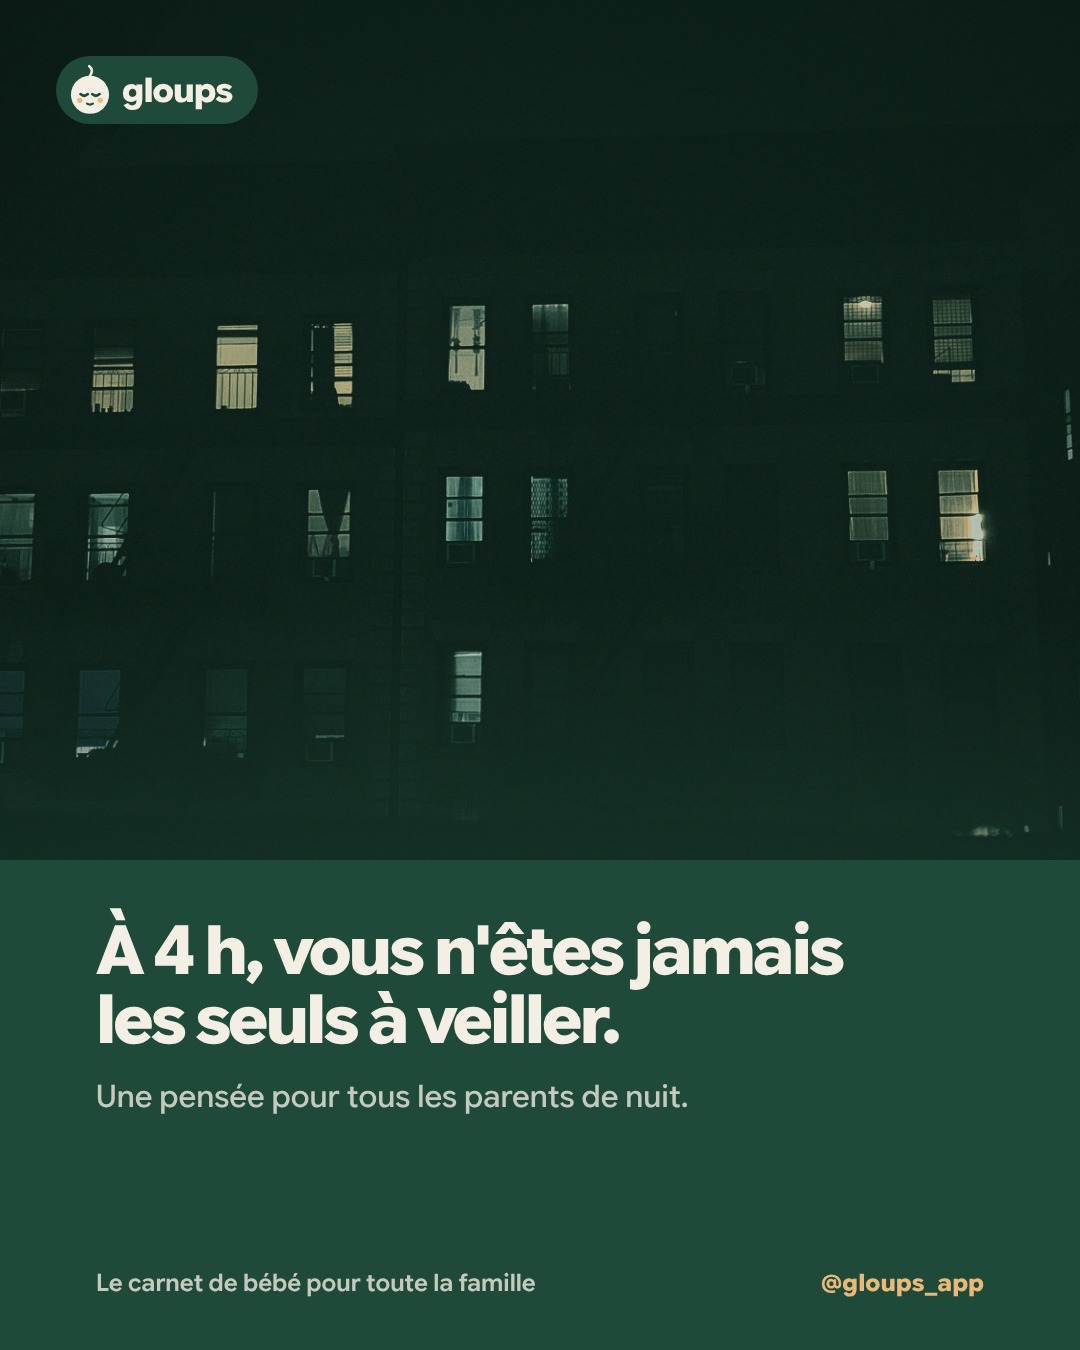 gloups
À 4 h, vous n'êtes jamais
les seuls à veiller.
Une pensée pour tous les parents de nuit.
Le carnet de bébé pour toute la famille
@gloups_app